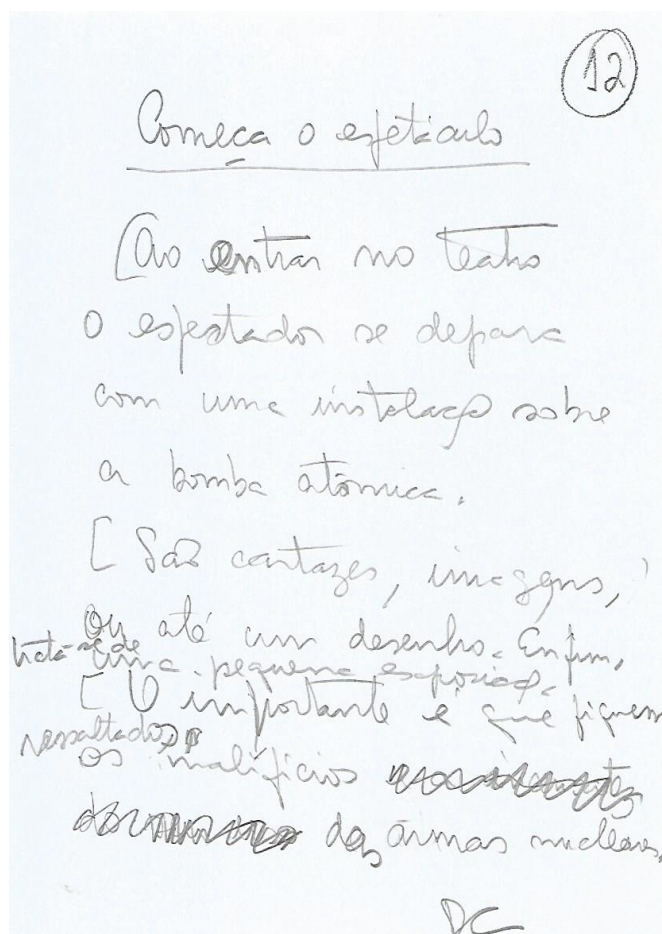 12
Começa o espetáculo
[Ao entrar no teatro
o espectador se depara
com uma instalação sobre
a bomba atômica.
[São cartazes, imagens,
ou até um desenho. Enfim,
trata-se de uma pequena exposição.
[O importante é que fiquem
ressaltados
os malifícios
das armas nucleares.